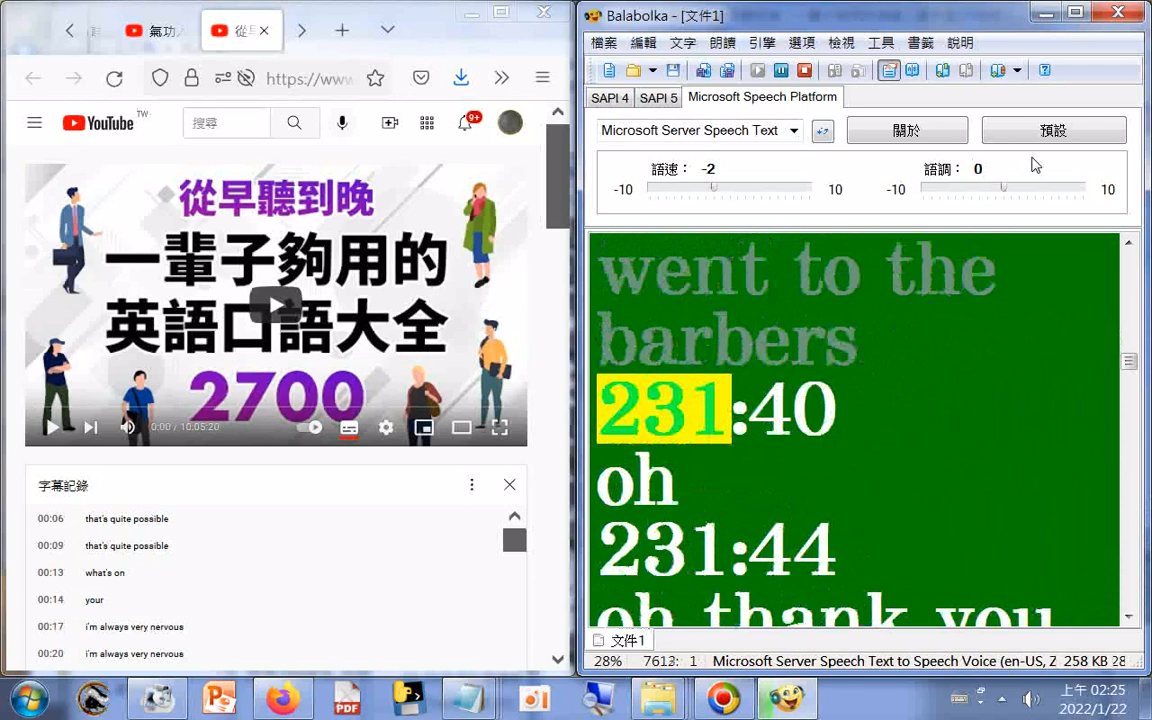 氣功
從
https://www
YouTube TW
搜尋
9+
從早聽到晚
一輩子夠用的
英語口語大全
2700
0:00 / 10:05:20
字幕記錄
00:06 that's quite possible
00:09 that's quite possible
00:13 what's on
00:14 your
00:17 i'm always very nervous
00:20 i'm always very nervous
Balabolka - [文件1]
檔案 編輯 文字 朗讀 引擎 選項 檢視 工具 書籤 說明
SAPI 4 SAPI 5 Microsoft Speech Platform
Microsoft Server Speech Text 關於 預設
語速： -2 語調： 0
-10 10 -10 10
went to the
barbers
231:40
oh
231:44
oh thank you
文件1
28% 7613: 1 Microsoft Server Speech Text to Speech Voice (en-US, Z 258 KB 28
PDF
上午 02:25
2022/1/22